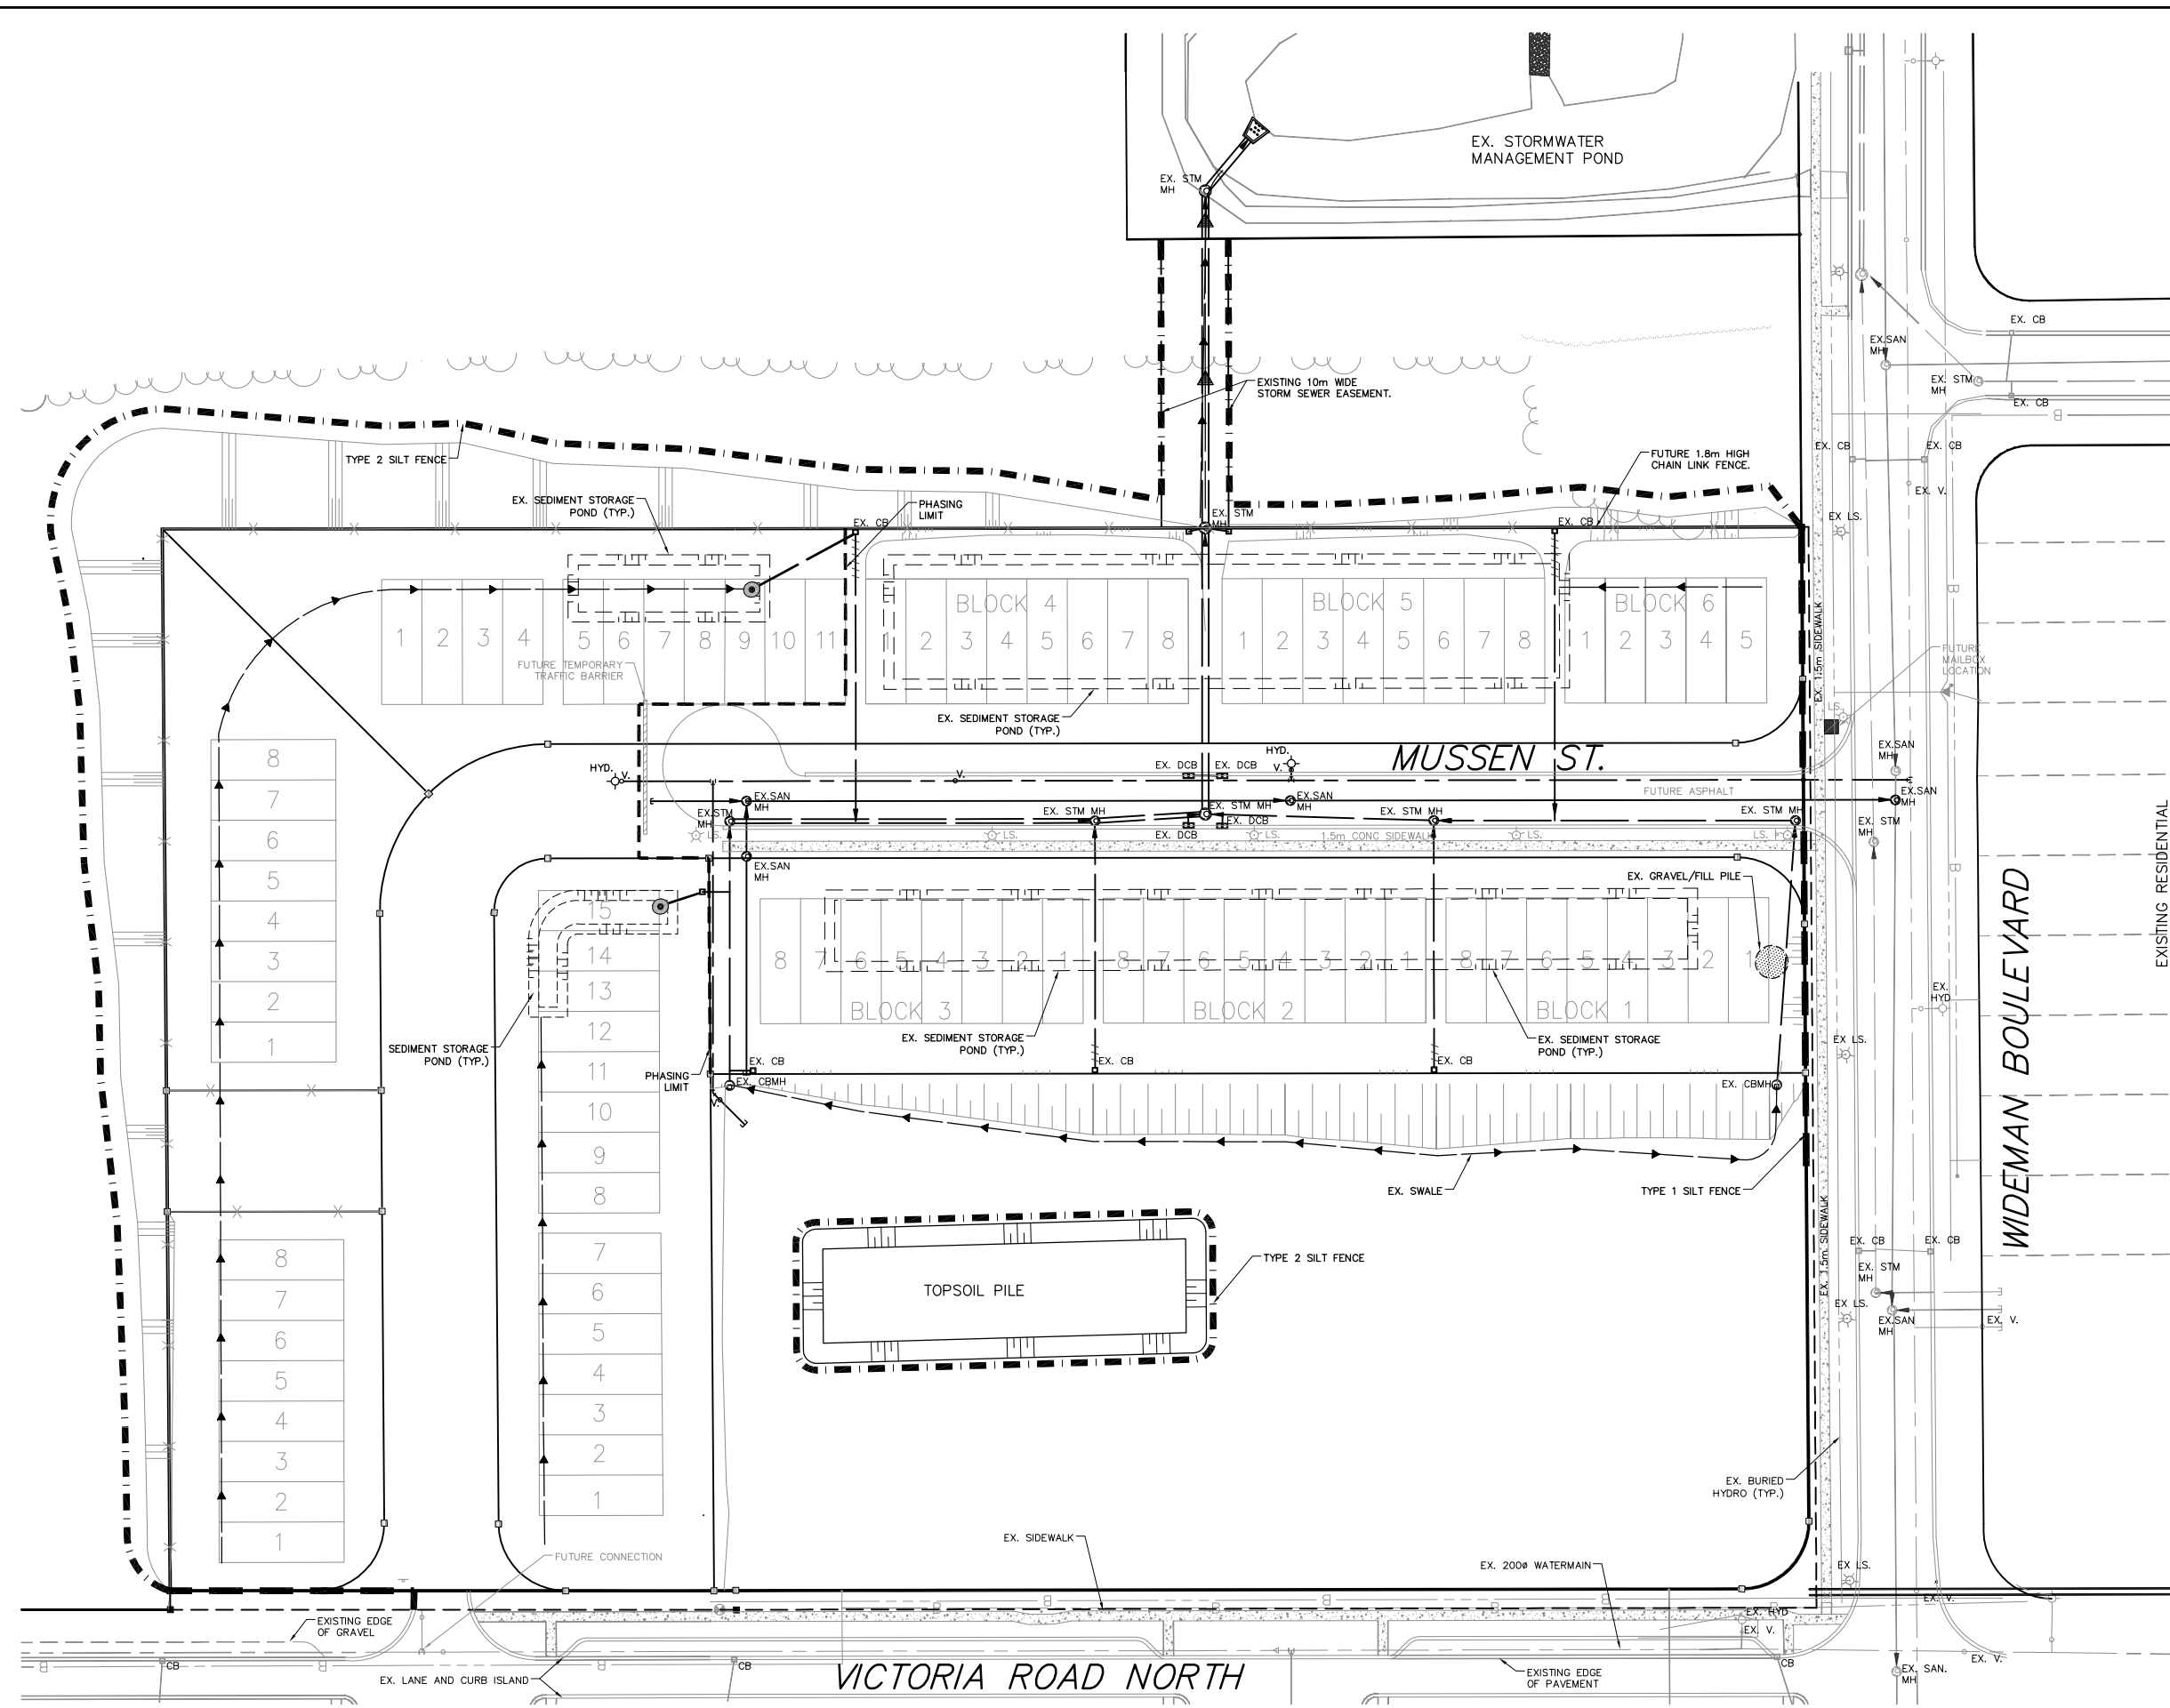 EX. STORMWATER
MANAGEMENT POND
EX. STM
MH
EX. CB
EX.SAN
MH
EX. STM
MH
EX. CB
EXISTING 10m WIDE
STORM SEWER EASEMENT.
EX. CB
EX. CB
TYPE 2 SILT FENCE
FUTURE 1.8m HIGH
CHAIN LINK FENCE.
EX. V.
EX. SEDIMENT STORAGE
POND (TYP.)
PHASING
LIMIT
EX. CB
EX. STM
MH
EX. CB
EX LS.
B
B
BLOCK 4
BLOCK 5
BLOCK 6
1 2 3 4 5 6 7 8 9 10 11
1 2 3 4 5 6 7 8
1 2 3 4 5 6 7 8
1 2 3 4 5
EX. 1.5m SIDEWALK
FUTURE TEMPORARY
TRAFFIC BARRIER
FUTURE
MAILBOX
LOCATION
EX. SEDIMENT STORAGE
POND (TYP.)
LS.
MUSSEN ST.
HYD.
V.
V.
EX. DCB
EX. DCB
HYD.
V.
EX.SAN
MH
FUTURE ASPHALT
EX.SAN
MH
EX.SAN
MH
EX.SAN
MH
EX.STM
MH
EX. STM MH
EX. STM MH
EX. STM MH
EX. STM MH
EX. STM
MH
EX. DCB
EX. DCB
LS.
LS.
LS.
1.5m CONC SIDEWALK
LS.
LS.
EX.SAN
MH
EX. GRAVEL/FILL PILE
8
7
6
5
4
3
2
1
15
14
13
12
11
10
9
8
8 7 6 5 4 3 2 1
8 7 6 5 4 3 2 1
8 7 6 5 4 3 2 1
BLOCK 3
BLOCK 2
BLOCK 1
B
EX.
HYD
WIDEMAN BOULEVARD
EXISITING RESIDENTIAL
SEDIMENT STORAGE
POND (TYP.)
EX. SEDIMENT STORAGE
POND (TYP.)
EX. SEDIMENT STORAGE
POND (TYP.)
EX LS.
PHASING
LIMIT
EX. CB
EX. CBMH
V.
EX. CB
EX. CB
EX. CBMH
EX. SWALE
TYPE 1 SILT FENCE
EX. 1.5m SIDEWALK
EX. CB
EX. CB
EX. STM
MH
EX LS.
EX.SAN
MH
EX. V.
TYPE 2 SILT FENCE
TOPSOIL PILE
8
7
6
5
4
3
2
1
7
6
5
4
3
2
1
EX. BURIED
HYDRO (TYP.)
EX. SIDEWALK
EX. 200ø WATERMAIN
FUTURE CONNECTION
EX LS.
EX. V.
B
B
B
B
B
B
EX. HYD
EX. V.
EXISTING EDGE
OF GRAVEL
B
CB
B
B
CB
CB
EX. LANE AND CURB ISLAND
VICTORIA ROAD NORTH
EXISTING EDGE
OF PAVEMENT
EX. SAN.
MH
EX. V.